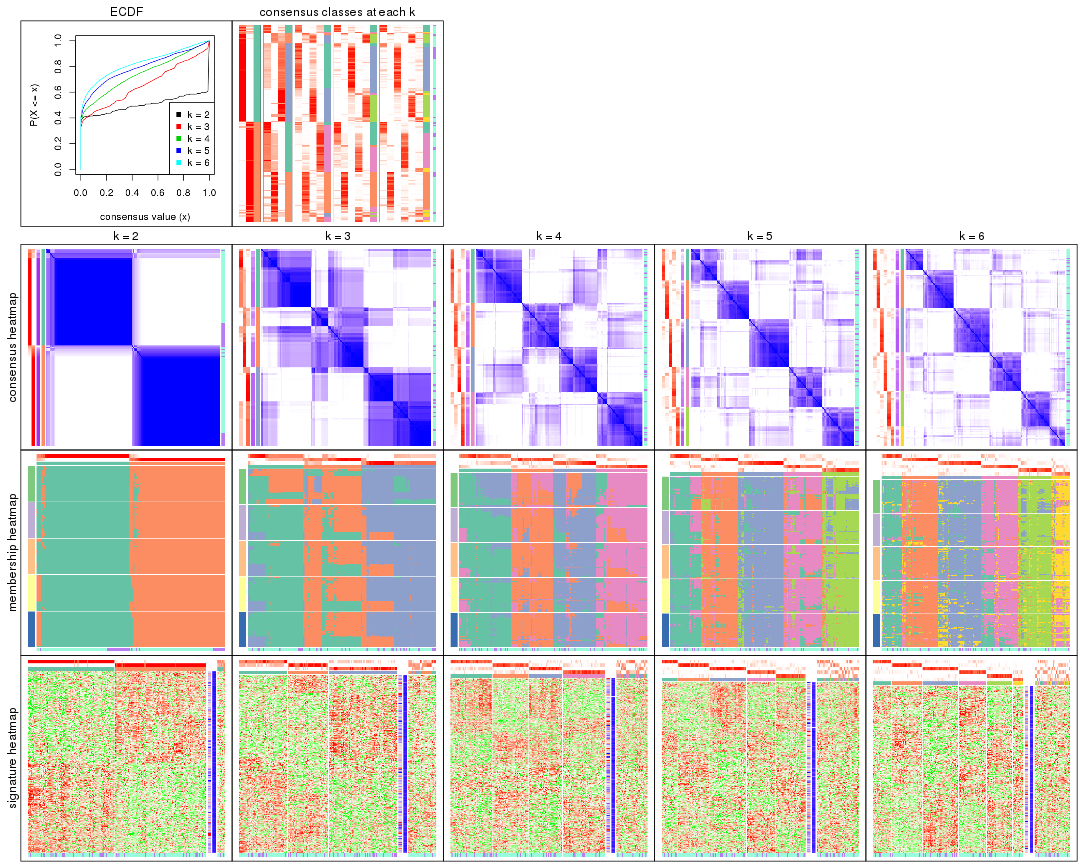 ECDF
consensus classes at each k
P(X <= x)
0.0
0.2
0.4
0.6
0.8
1.0
k = 2
k = 3
k = 4
k = 5
k = 6
0.0 0.2 0.4 0.6 0.8 1.0
consensus value (x)
k = 2
k = 3
k = 4
k = 5
k = 6
consensus heatmap
membership heatmap
signature heatmap